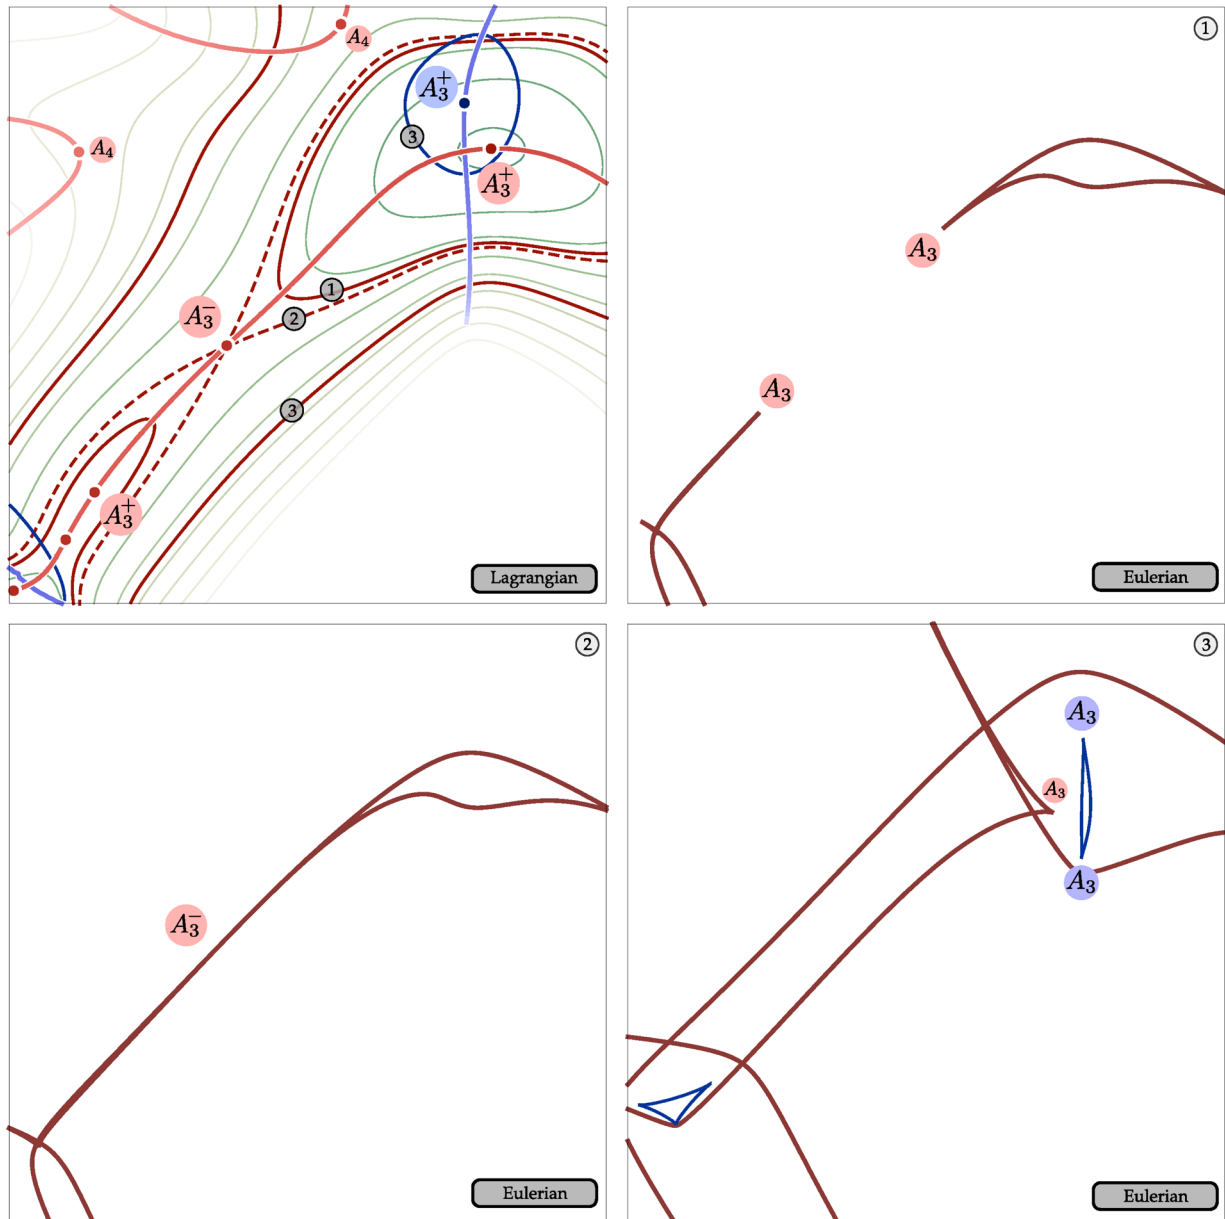 A₄
1
A₃⁺
3
A₄
A₃⁺
A₃
1
A₃⁻
2
A₃
3
A₃⁺
Lagrangian
Eulerian
2
3
A₃
A₃
A₃
A₃⁻
Eulerian
Eulerian